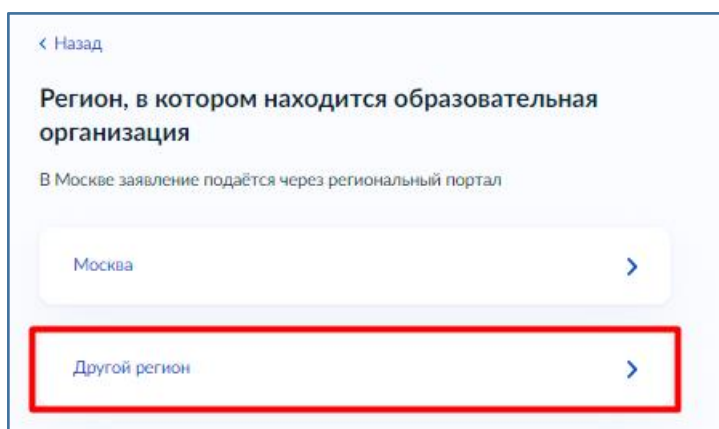 Назад
Регион, в котором находится образовательная
организация
В Москве заявление подаётся через региональный портал
Москва
Другой регион